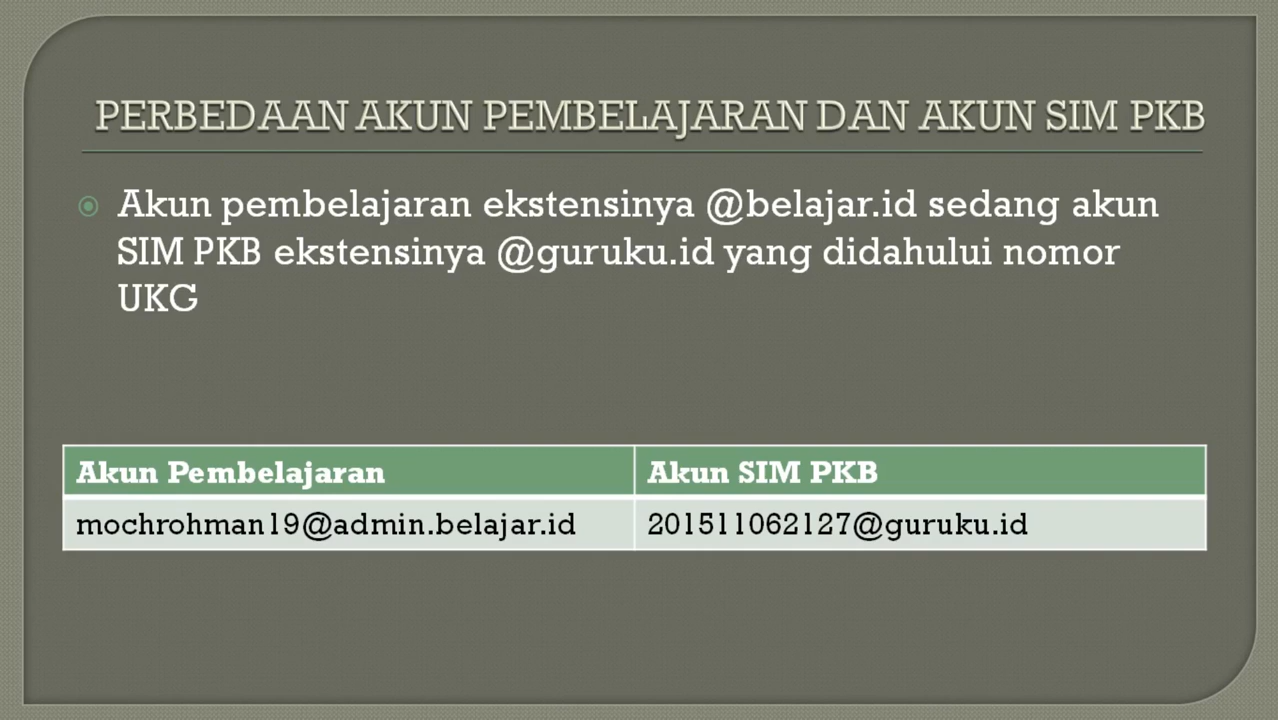 PERBEDAAN AKUN PEMBELAJARAN DAN AKUN SIM PKB
Akun pembelajaran ekstensinya @belajar.id sedang akun
SIM PKB ekstensinya @guruku.id yang didahului nomor
UKG
Akun Pembelajaran Akun SIM PKB
mochrohman19@admin.belajar.id 201511062127@guruku.id